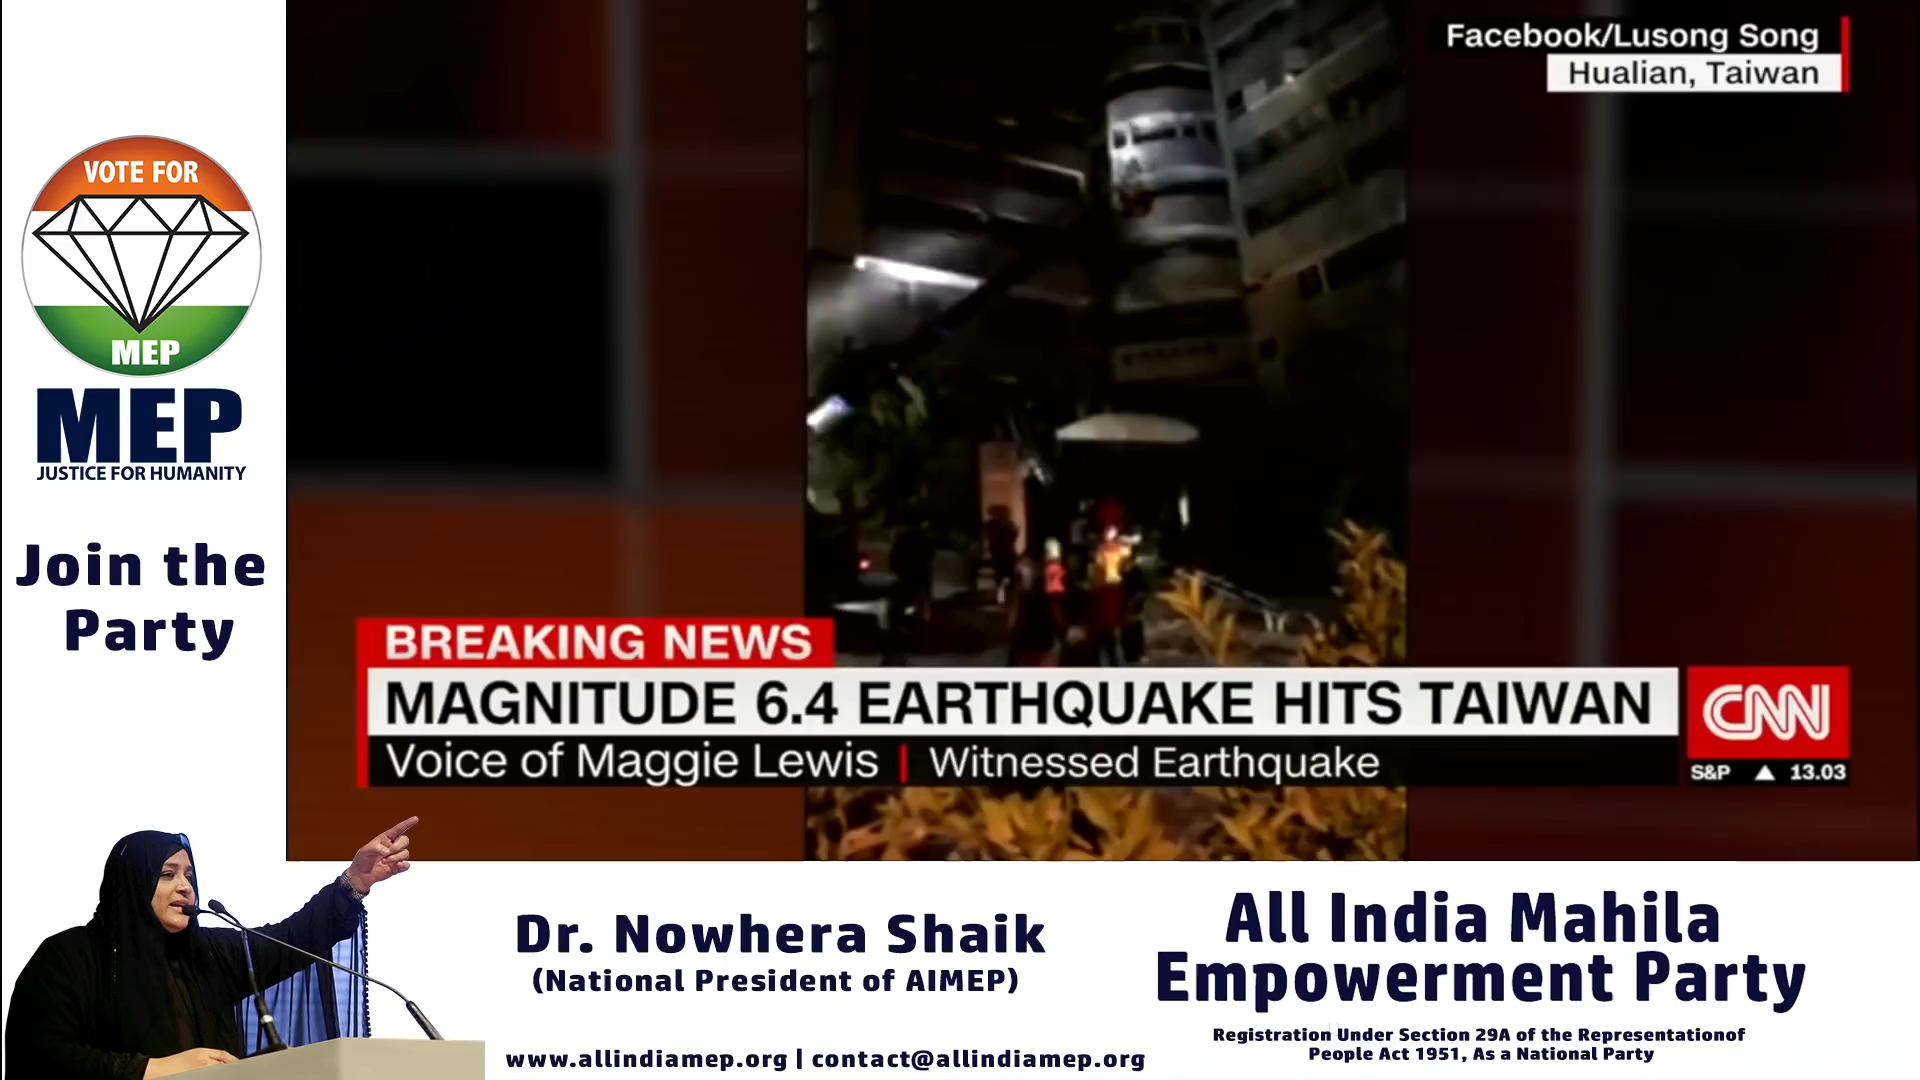 VOTE FOR
MEP
MEP
JUSTICE FOR HUMANITY
Join the
Party
Facebook/Lusong Song
Hualian, Taiwan
BREAKING NEWS
MAGNITUDE 6.4 EARTHQUAKE HITS TAIWAN
Voice of Maggie Lewis | Witnessed Earthquake
CNN
S&P ▲ 13.03
Dr. Nowhera Shaik
(National President of AIMEP)
www.allindiamep.org | contact@allindiamep.org
All India Mahila
Empowerment Party
Registration Under Section 29A of the Representationof
People Act 1951, As a National Party